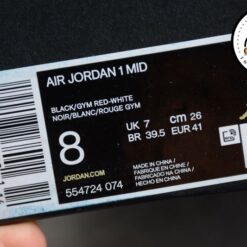 AIR JORDAN 1 MID
BLACK/GYM RED-WHITE
NOIR/BLANC/ROUGE GYM
8
UK 7 cm 26
BR 39.5 EUR 41
JORDAN.COM
554724 074
MADE IN CHINA /
FABRIQUÉ EN CHINE /
FABRICADO EN CHINA /
HECHO EN CHINA